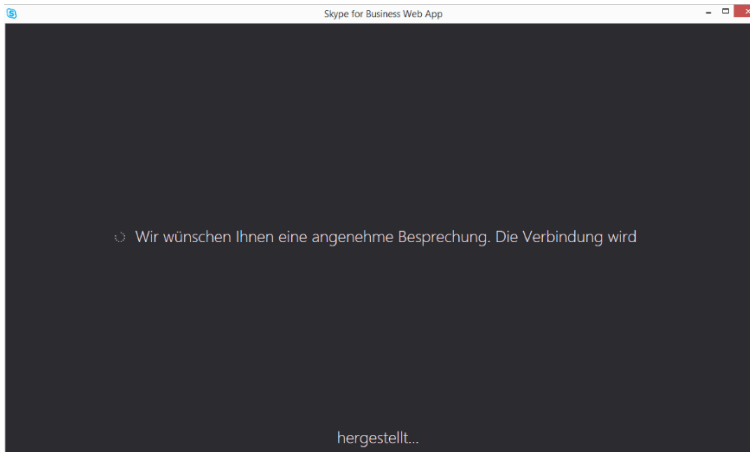 Skype for Business Web App
Wir wünschen Ihnen eine angenehme Besprechung. Die Verbindung wird
hergestellt...